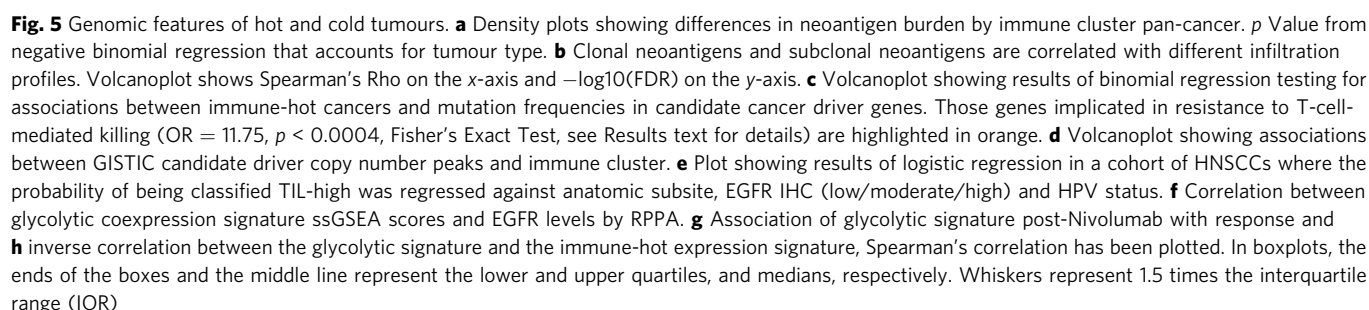 Fig. 5 Genomic features of hot and cold tumours. a Density plots showing differences in neoantigen burden by immune cluster pan-cancer. p Value from
negative binomial regression that accounts for tumour type. b Clonal neoantigens and subclonal neoantigens are correlated with different infiltration
profiles. Volcanoplot shows Spearman's Rho on the x-axis and −log10(FDR) on the y-axis. c Volcanoplot showing results of binomial regression testing for
associations between immune-hot cancers and mutation frequencies in candidate cancer driver genes. Those genes implicated in resistance to T-cell-
mediated killing (OR = 11.75, p < 0.0004, Fisher's Exact Test, see Results text for details) are highlighted in orange. d Volcanoplot showing associations
between GISTIC candidate driver copy number peaks and immune cluster. e Plot showing results of logistic regression in a cohort of HNSCCs where the
probability of being classified TIL-high was regressed against anatomic subsite, EGFR IHC (low/moderate/high) and HPV status. f Correlation between
glycolytic coexpression signature ssGSEA scores and EGFR levels by RPPA. g Association of glycolytic signature post-Nivolumab with response and
h inverse correlation between the glycolytic signature and the immune-hot expression signature, Spearman's correlation has been plotted. In boxplots, the
ends of the boxes and the middle line represent the lower and upper quartiles, and medians, respectively. Whiskers represent 1.5 times the interquartile
range (IQR)